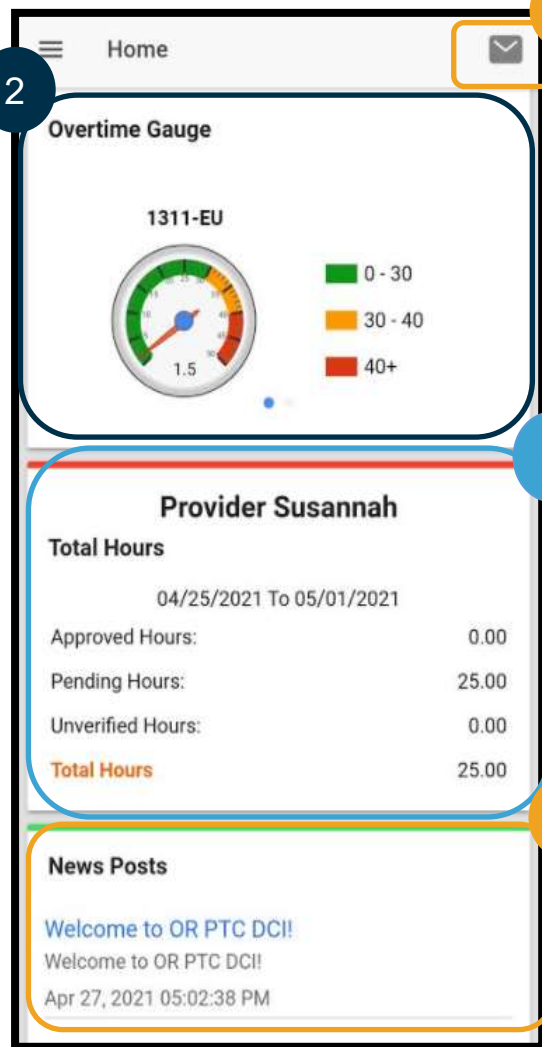 Home
2
Overtime Gauge
1311-EU
0 - 30
30 - 40
40+
1.5
Provider Susannah
Total Hours
04/25/2021 To 05/01/2021
Approved Hours: 0.00
Pending Hours: 25.00
Unverified Hours: 0.00
Total Hours 25.00
News Posts
Welcome to OR PTC DCI!
Welcome to OR PTC DCI!
Apr 27, 2021 05:02:38 PM